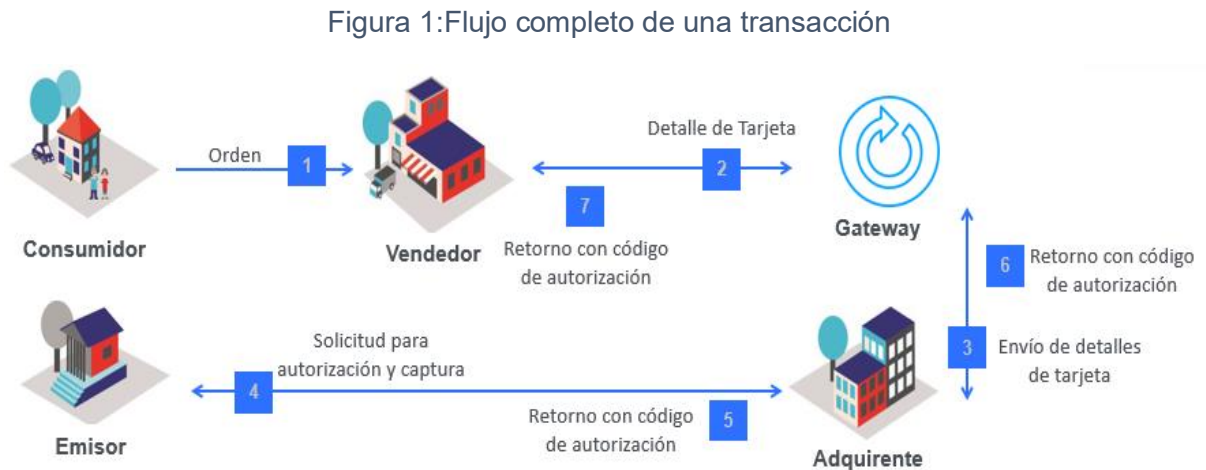 Figura 1:Flujo completo de una transacción
Orden
1
Detalle de Tarjeta
2
7
Retorno con código
de autorización
Consumidor
Vendedor
Gateway
6
Retorno con código
de autorización
3
Envío de detalles
de tarjeta
Solicitud para
autorización y captura
4
Retorno con código
de autorización
5
Emisor
Adquirente